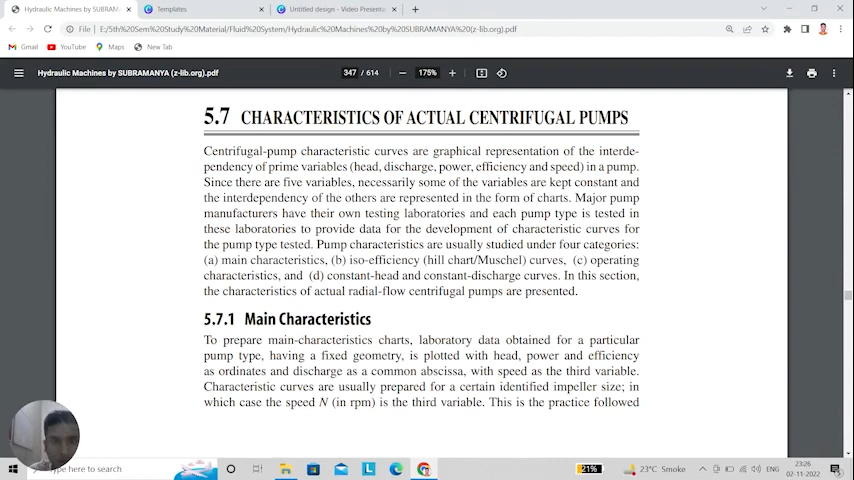 Hydraulic Machines by SUBRAMA
Templates
Untitled design - Video Presenta
File
E:/5th%20Sem%20Study%20Material/Fluid%20System/Hydraulic%20Machines%20by%20SUBRAMANYA%20(z-lib.org).pdf
Gmail
YouTube
Maps
New Tab
Hydraulic Machines by SUBRAMANYA (z-lib.org).pdf
347 / 614
175%
5.7 CHARACTERISTICS OF ACTUAL CENTRIFUGAL PUMPS
Centrifugal-pump characteristic curves are graphical representation of the interde-
pendency of prime variables (head, discharge, power, efficiency and speed) in a pump.
Since there are five variables, necessarily some of the variables are kept constant and
the interdependency of the others are represented in the form of charts. Major pump
manufacturers have their own testing laboratories and each pump type is tested in
these laboratories to provide data for the development of characteristic curves for
the pump type tested. Pump characteristics are usually studied under four categories:
(a) main characteristics, (b) iso-efficiency (hill chart/Muschel) curves, (c) operating
characteristics, and (d) constant-head and constant-discharge curves. In this section,
the characteristics of actual radial-flow centrifugal pumps are presented.
5.7.1 Main Characteristics
To prepare main-characteristics charts, laboratory data obtained for a particular
pump type, having a fixed geometry, is plotted with head, power and efficiency
as ordinates and discharge as a common abscissa, with speed as the third variable.
Characteristic curves are usually prepared for a certain identified impeller size; in
which case the speed N (in rpm) is the third variable. This is the practice followed
here to search
21%
23°C Smoke
ENG
23:26
02-11-2022